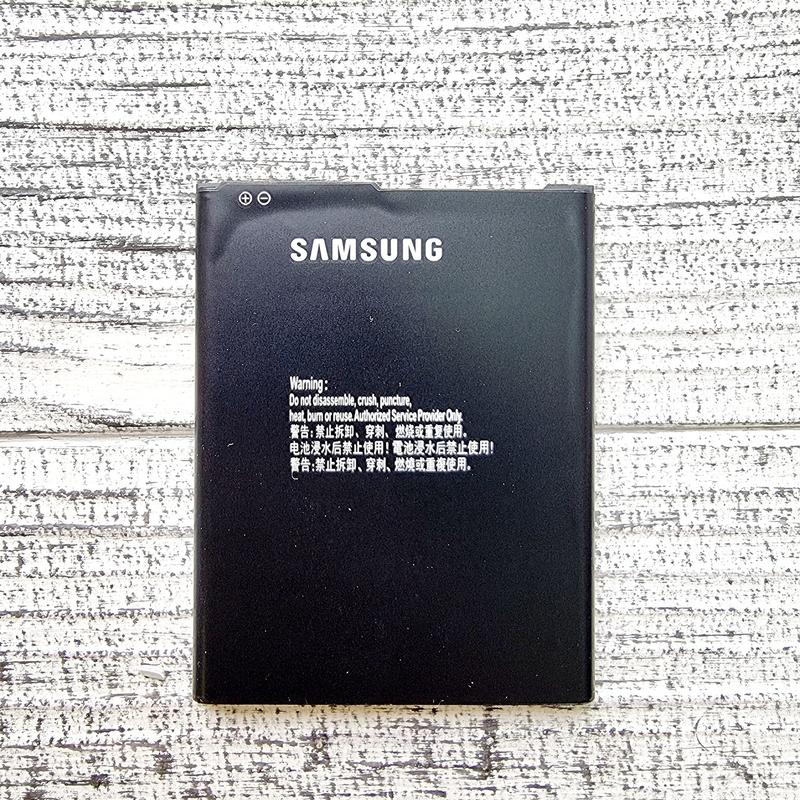 ⊕ ⊖
SAMSUNG
Warning :
Do not disassemble, crush, puncture,
heat, burn or reuse. Authorized Service Provider Only.
警告:禁止拆卸、穿刺、燃烧或重复使用。
电池浸水后禁止使用!電池浸水后禁止使用!
警告:禁止拆卸、穿刺、燃燒或重複使用。